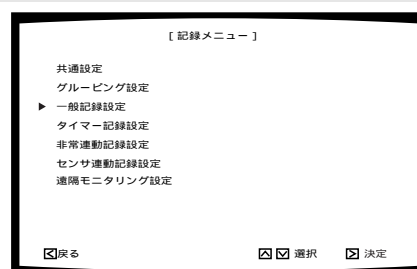 [記録メニュー]
共通設定
グルーピング設定
▶ 一般記録設定
タイマー記録設定
非常連動記録設定
センサ連動記録設定
遠隔モニタリング設定
戻る 選択 決定